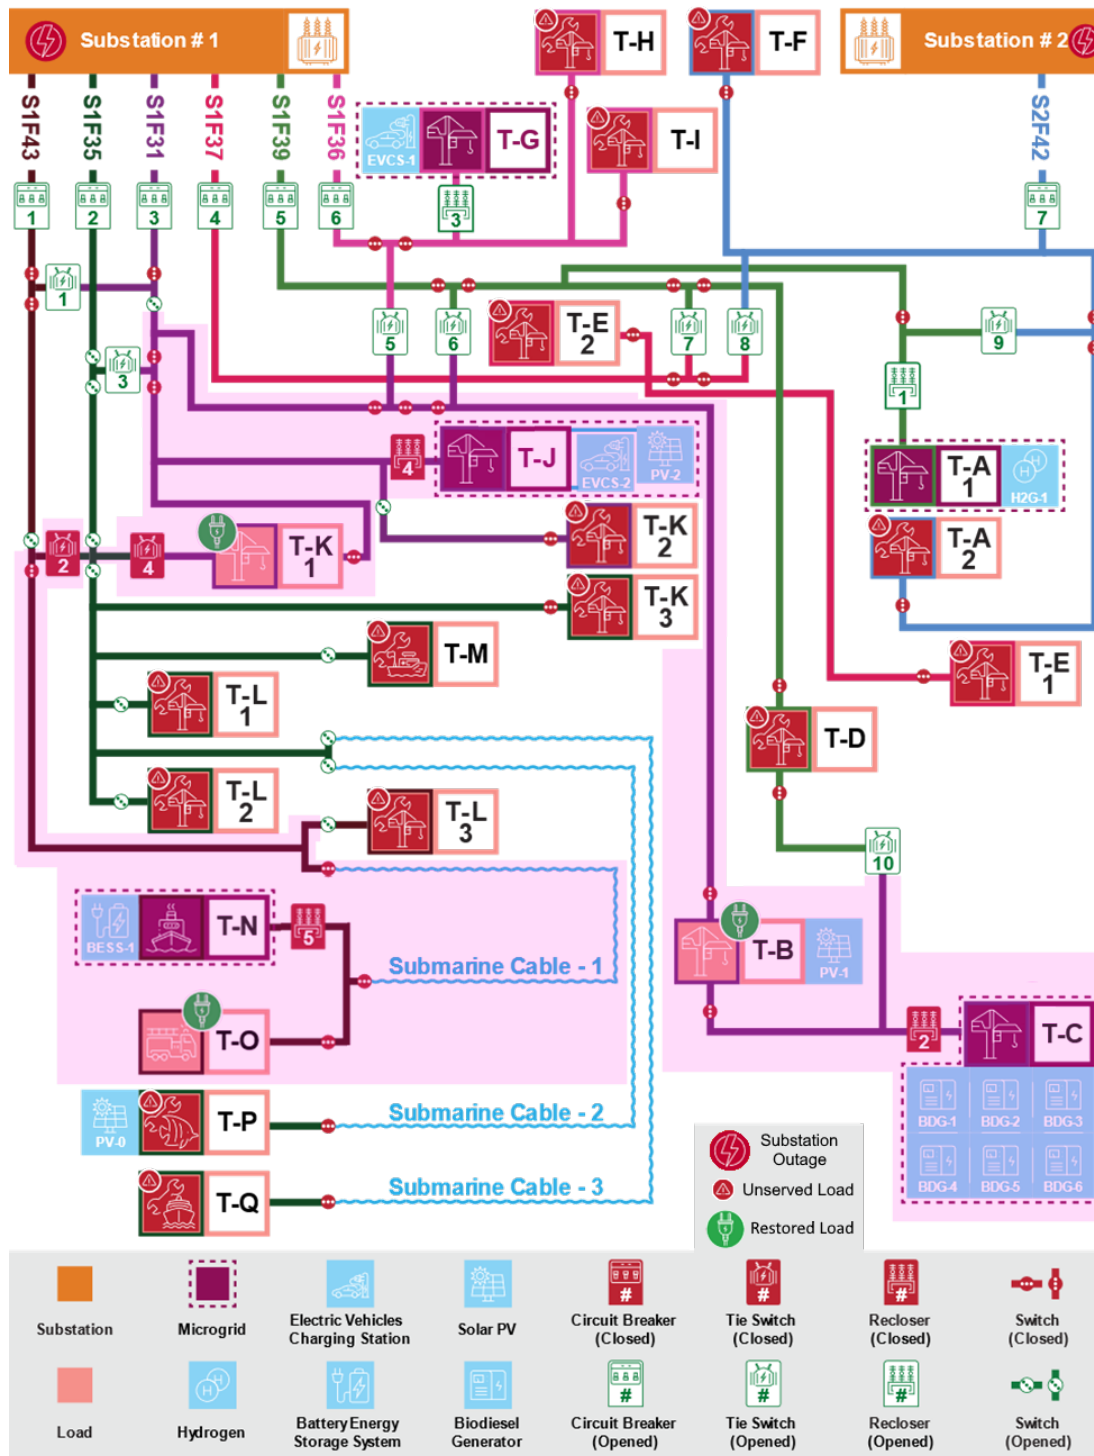 Substation # 1
Substation # 2
T-H
T-F
S1F43
S1F35
S1F31
S1F37
S1F39
S1F36
S2F42
EVCS-1
T-G
T-I
1
2
3
4
5
6
3
7
1
5
6
T-E
2
7
8
9
3
1
4
T-J
EVCS-2
PV-2
T-A
1
H2G-1
2
4
T-K
1
T-K
2
T-A
2
T-K
3
T-M
T-E
1
T-L
1
T-D
T-L
2
T-L
3
10
BESS-1
T-N
5
Submarine Cable - 1
T-B
PV-1
T-O
2
T-C
PV-0
T-P
Submarine Cable - 2
BDG-1
BDG-2
BDG-3
BDG-4
BDG-5
BDG-6
T-Q
Submarine Cable - 3
Substation
Outage
Unserved Load
Restored Load
Substation
Microgrid
Electric Vehicles
Charging Station
Solar PV
#
Circuit Breaker
(Closed)
#
Tie Switch
(Closed)
#
Recloser
(Closed)
Switch
(Closed)
Load
H H
Hydrogen
Battery Energy
Storage System
Biodiesel
Generator
#
Circuit Breaker
(Opened)
#
Tie Switch
(Opened)
#
Recloser
(Opened)
Switch
(Opened)